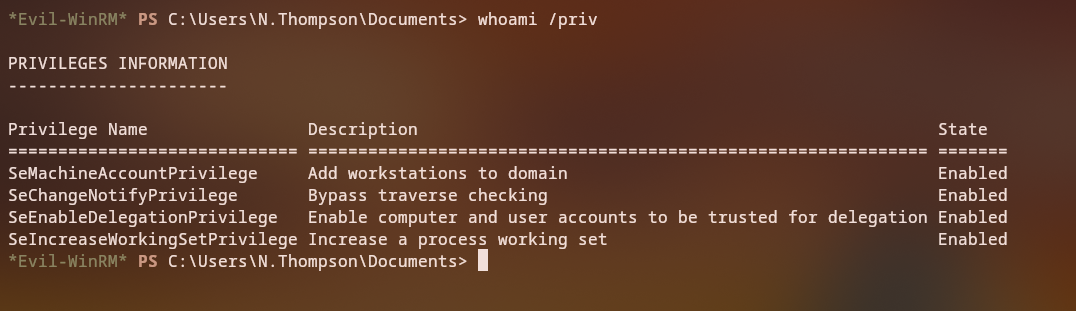 *Evil-WinRM* PS C:\Users\N.Thompson\Documents> whoami /priv
PRIVILEGES INFORMATION
----------------------
Privilege Name                Description                                                    State
============================= ============================================================== =======
SeMachineAccountPrivilege     Add workstations to domain                                     Enabled
SeChangeNotifyPrivilege       Bypass traverse checking                                       Enabled
SeEnableDelegationPrivilege   Enable computer and user accounts to be trusted for delegation Enabled
SeIncreaseWorkingSetPrivilege Increase a process working set                                 Enabled
*Evil-WinRM* PS C:\Users\N.Thompson\Documents>